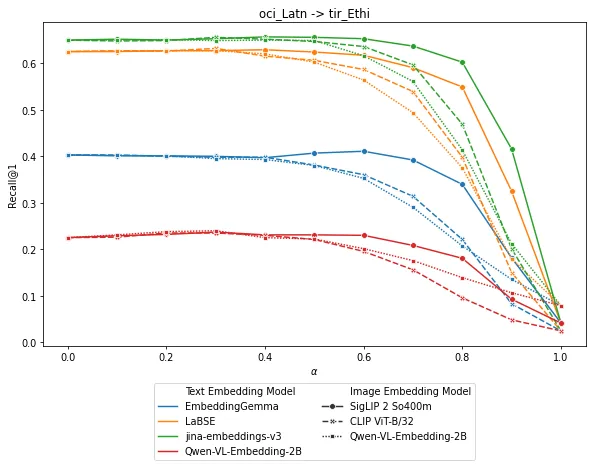 oci_Latn -> tir_Ethi
Recall@1
0.6
0.5
0.4
0.3
0.2
0.1
0.0
0.0 0.2 0.4 0.6 0.8 1.0
α
Text Embedding Model
EmbeddingGemma
LaBSE
jina-embeddings-v3
Qwen-VL-Embedding-2B
Image Embedding Model
SigLIP 2 So400m
CLIP ViT-B/32
Qwen-VL-Embedding-2B